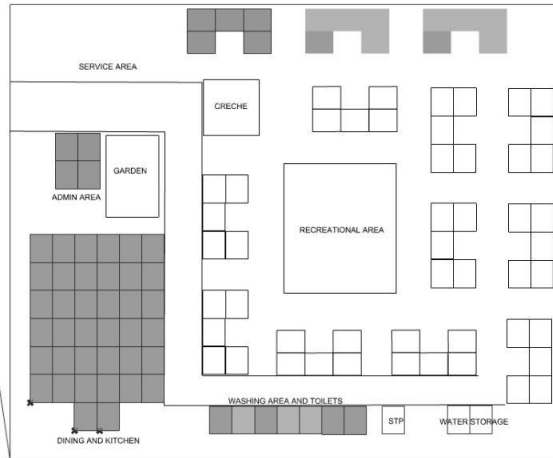 SERVICE AREA
CRECHE
GARDEN
ADMIN AREA
RECREATIONAL AREA
WASHING AREA AND TOILETS
STP
WATER STORAGE
DINING AND KITCHEN